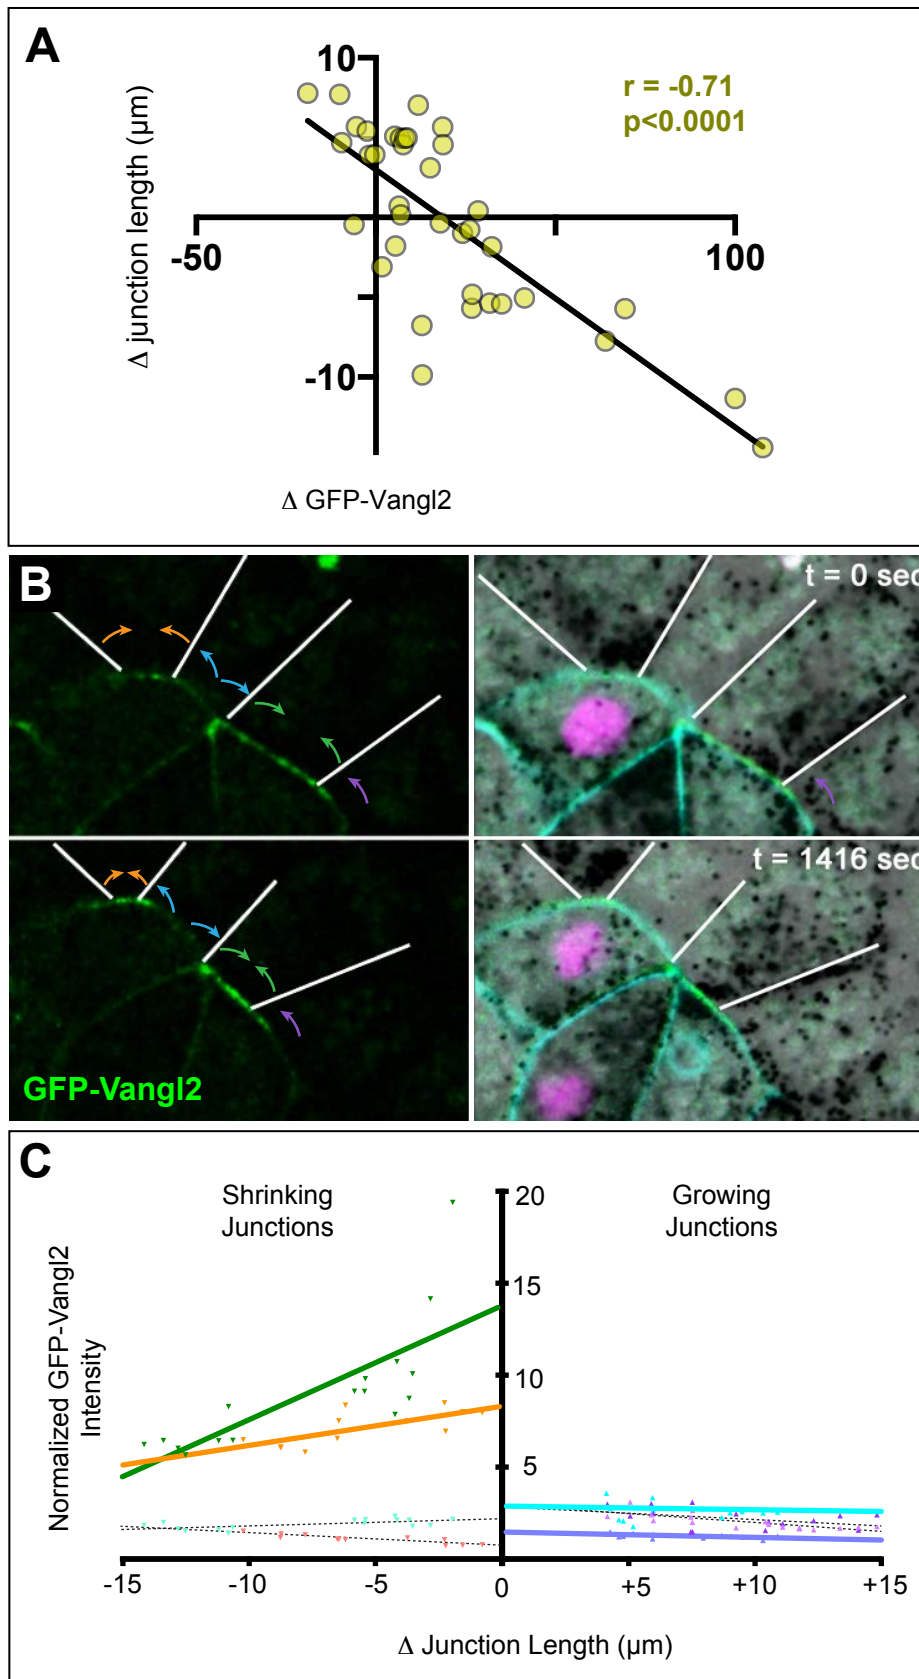 A
10
r = -0.71
p<0.0001
Δ junction length (µm)
-50
100
-10
Δ GFP-Vangl2
B
t = 0 sec
t = 1416 sec
GFP-Vangl2
C
Shrinking
Junctions
Growing
Junctions
20
15
10
5
Normalized GFP-Vangl2
Intensity
-15
-10
-5
0
+5
+10
+15
Δ Junction Length (µm)